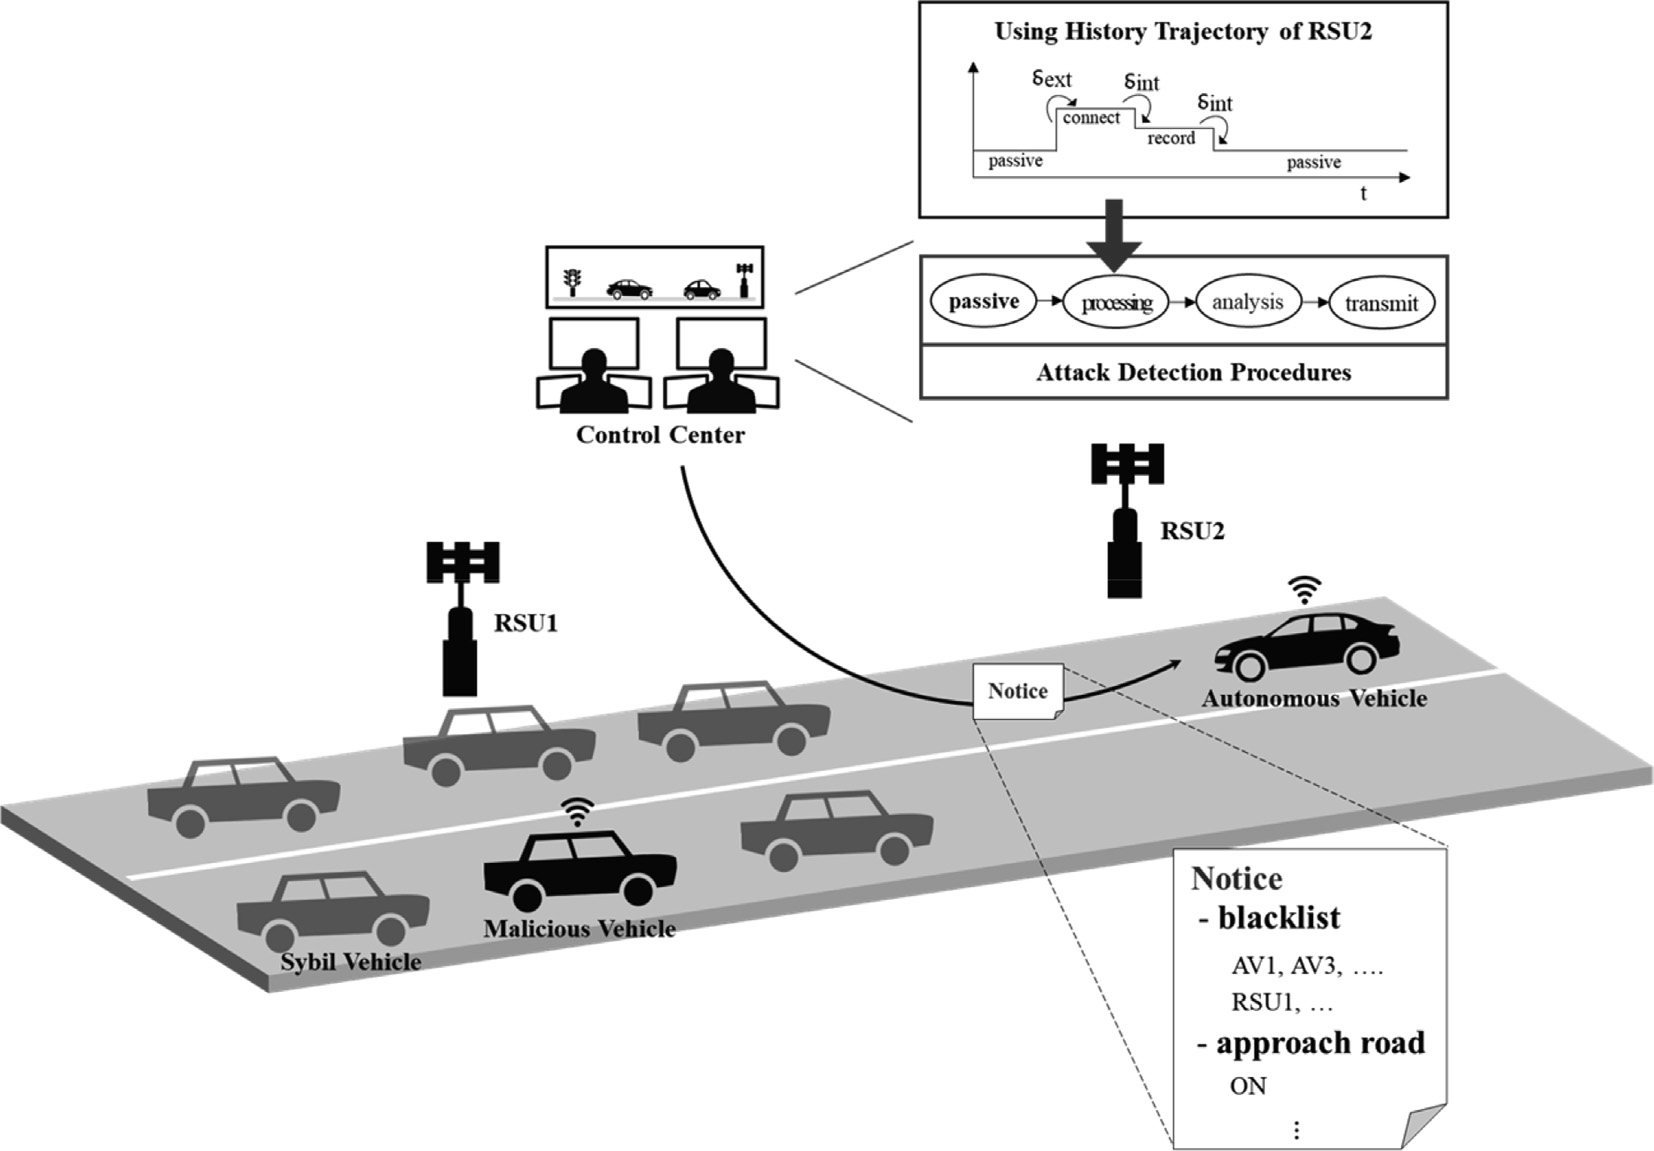 Using History Trajectory of RSU2
δext
δint
δint
connect
record
passive
passive
t
passive
processing
analysis
transmit
Attack Detection Procedures
Control Center
RSU2
RSU1
Notice
Autonomous Vehicle
Malicious Vehicle
Sybil Vehicle
Notice
- blacklist
AV1, AV3, ….
RSU1, …
- approach road
ON
⋮